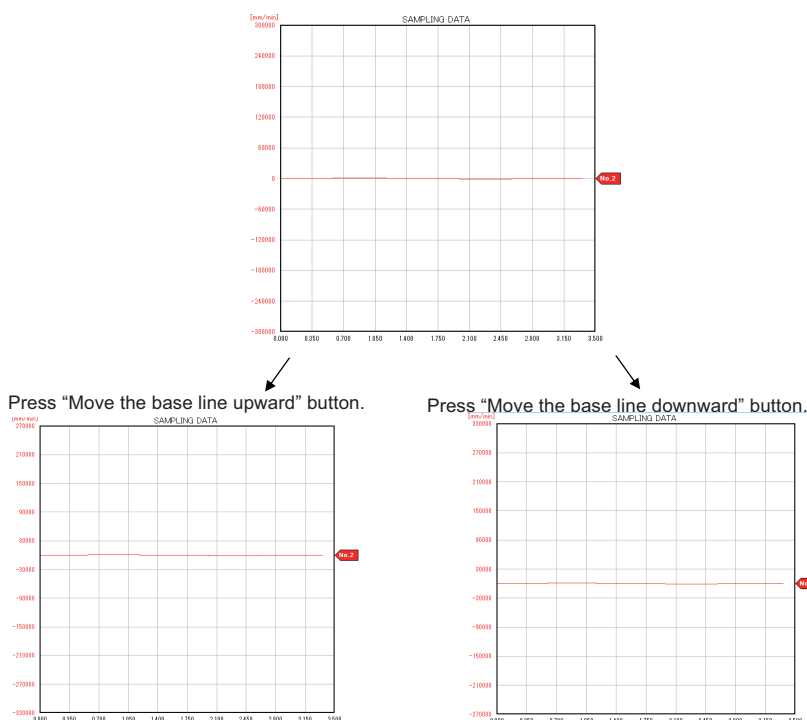 [mm/min]
SAMPLING DATA
300000
240000
180000
120000
60000
0
No.2
-60000
-120000
-180000
-240000
-300000
0.000 0.350 0.700 1.050 1.400 1.750 2.100 2.450 2.800 3.150 3.500
Press “Move the base line upward” button.
[mm/min]
SAMPLING DATA
270000
210000
150000
90000
30000
No.2
-30000
-90000
-150000
-210000
-270000
-330000
0.000 0.350 0.700 1.050 1.400 1.750 2.100 2.450 2.800 3.150 3.500
Press “Move the base line downward” button.
[mm/min]
SAMPLING DATA
330000
270000
210000
150000
90000
30000
No
-30000
-90000
-150000
-210000
-270000